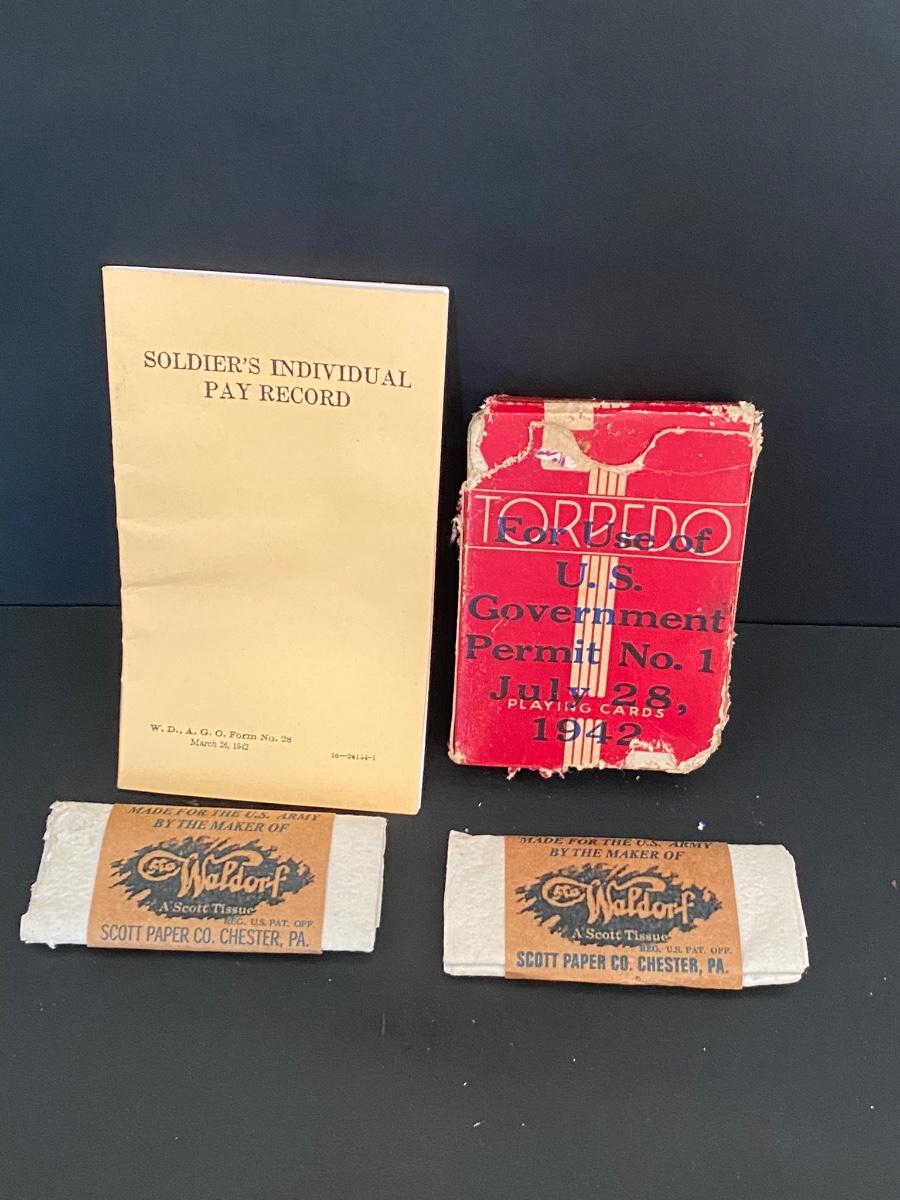 SOLDIER'S INDIVIDUAL
PAY RECORD
W. D., A. G. O. Form No. 28
March 26, 1942
16—28144-1
TORPEDO
For Use of
U. S.
Government
Permit No. 1
July 28,
PLAYING CARDS
1942
MADE FOR THE U.S. ARMY
BY THE MAKER OF
Waldorf
A Scott Tissue
REG. U.S. PAT. OFF.
SCOTT PAPER CO. CHESTER, PA.
MADE FOR THE U.S. ARMY
BY THE MAKER OF
Waldorf
A Scott Tissue
REG. U.S. PAT. OFF.
SCOTT PAPER CO. CHESTER, PA.